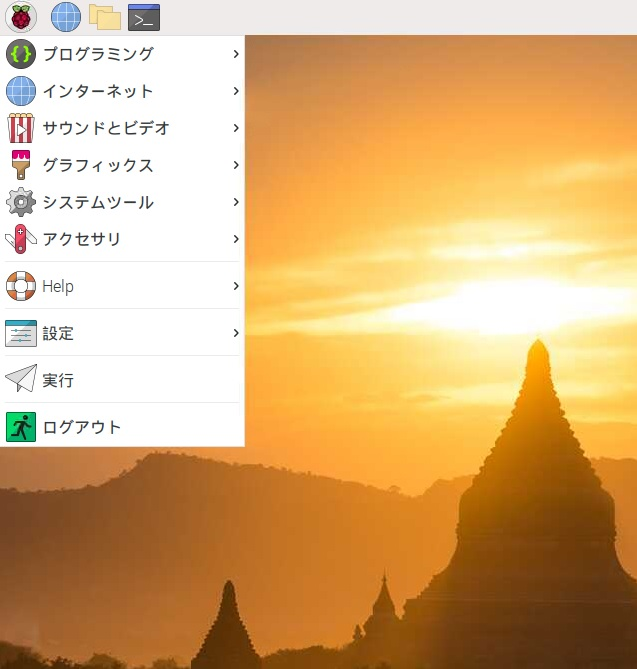 プログラミング
インターネット
サウンドとビデオ
グラフィックス
システムツール
アクセサリ
Help
設定
実行
ログアウト